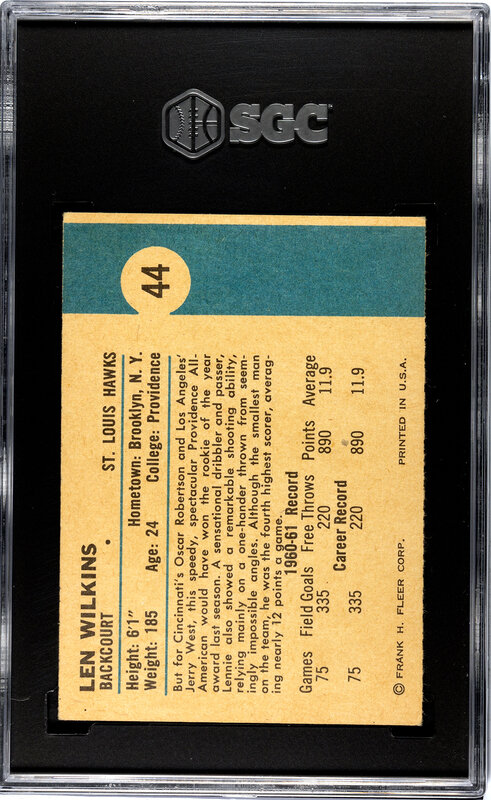 SGC
44
LEN WILKINS
BACKCOURT • ST. LOUIS HAWKS
Height: 6'1" Hometown: Brooklyn, N. Y.
Weight: 185 Age: 24 College: Providence
But for Cincinnati's Oscar Robertson and Los Angeles'
Jerry West, this speedy, spectacular Providence All-
American would have won the rookie of the year
award last season. A sensational dribbler and passer,
Lennie also showed a remarkable shooting ability,
relying mainly on a one-hander thrown from seem-
ingly impossible angles. Although the smallest man
on the team, he was the fourth highest scorer, averag-
ing nearly 12 points a game.
1960-61 Record
Games Field Goals Free Throws Points Average
75 335 220 890 11.9
Career Record
75 335 220 890 11.9
© FRANK H. FLEER CORP. PRINTED IN U.S.A.